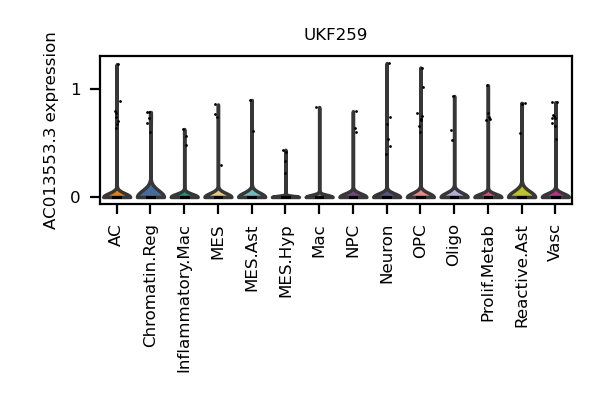 UKF259
AC013553.3 expression
1
0
AC
Chromatin.Reg
Inflammatory.Mac
MES
MES.Ast
MES.Hyp
Mac
NPC
Neuron
OPC
Oligo
Prolif.Metab
Reactive.Ast
Vasc